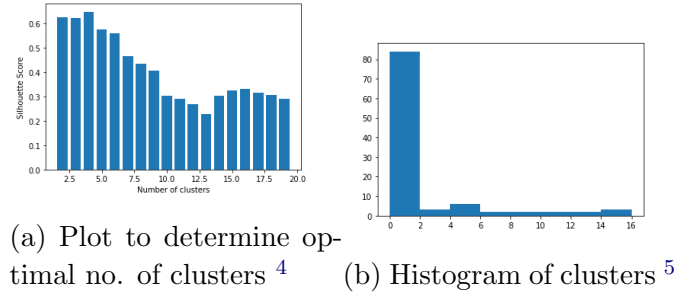 0.6
0.5
0.4
0.3
0.2
0.1
0.0
Silhouette Score
2.5 5.0 7.5 10.0 12.5 15.0 17.5 20.0
Number of clusters
80
70
60
50
40
30
20
10
0
0 2 4 6 8 10 12 14 16
(a) Plot to determine op-
timal no. of clusters 4
(b) Histogram of clusters 5